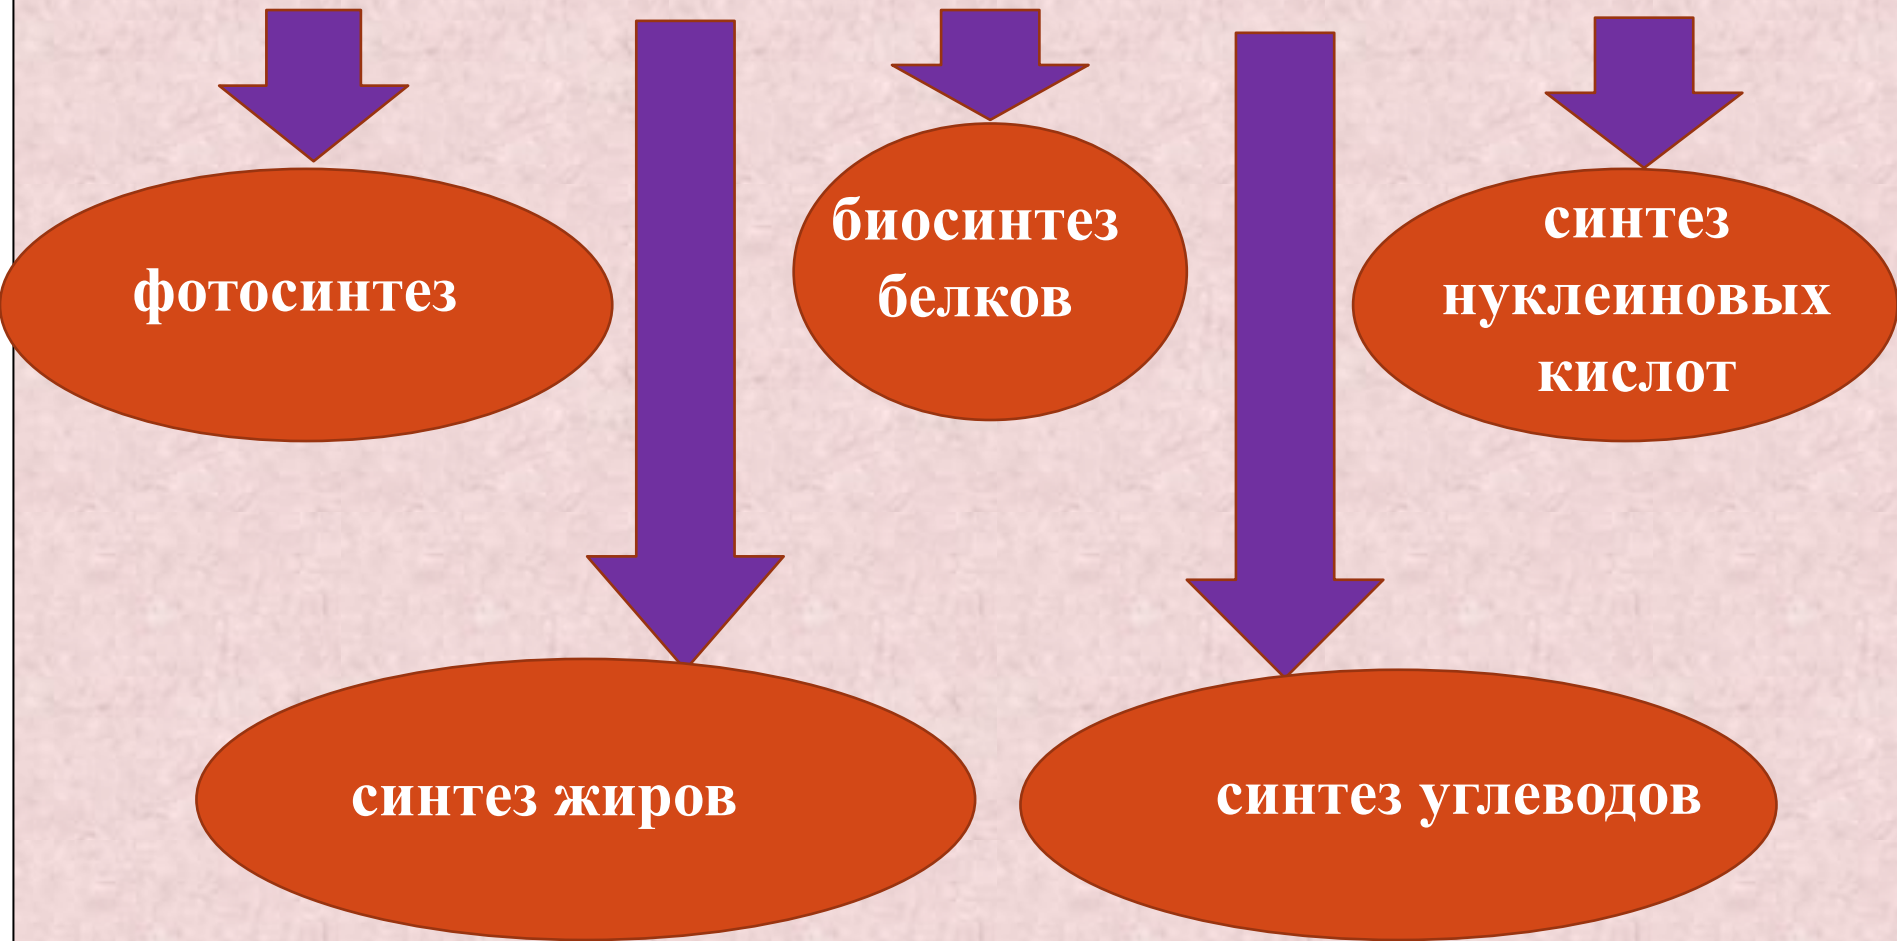 фотосинтез
биосинтез
белков
синтез
нуклеиновых
кислот
синтез жиров
синтез углеводов